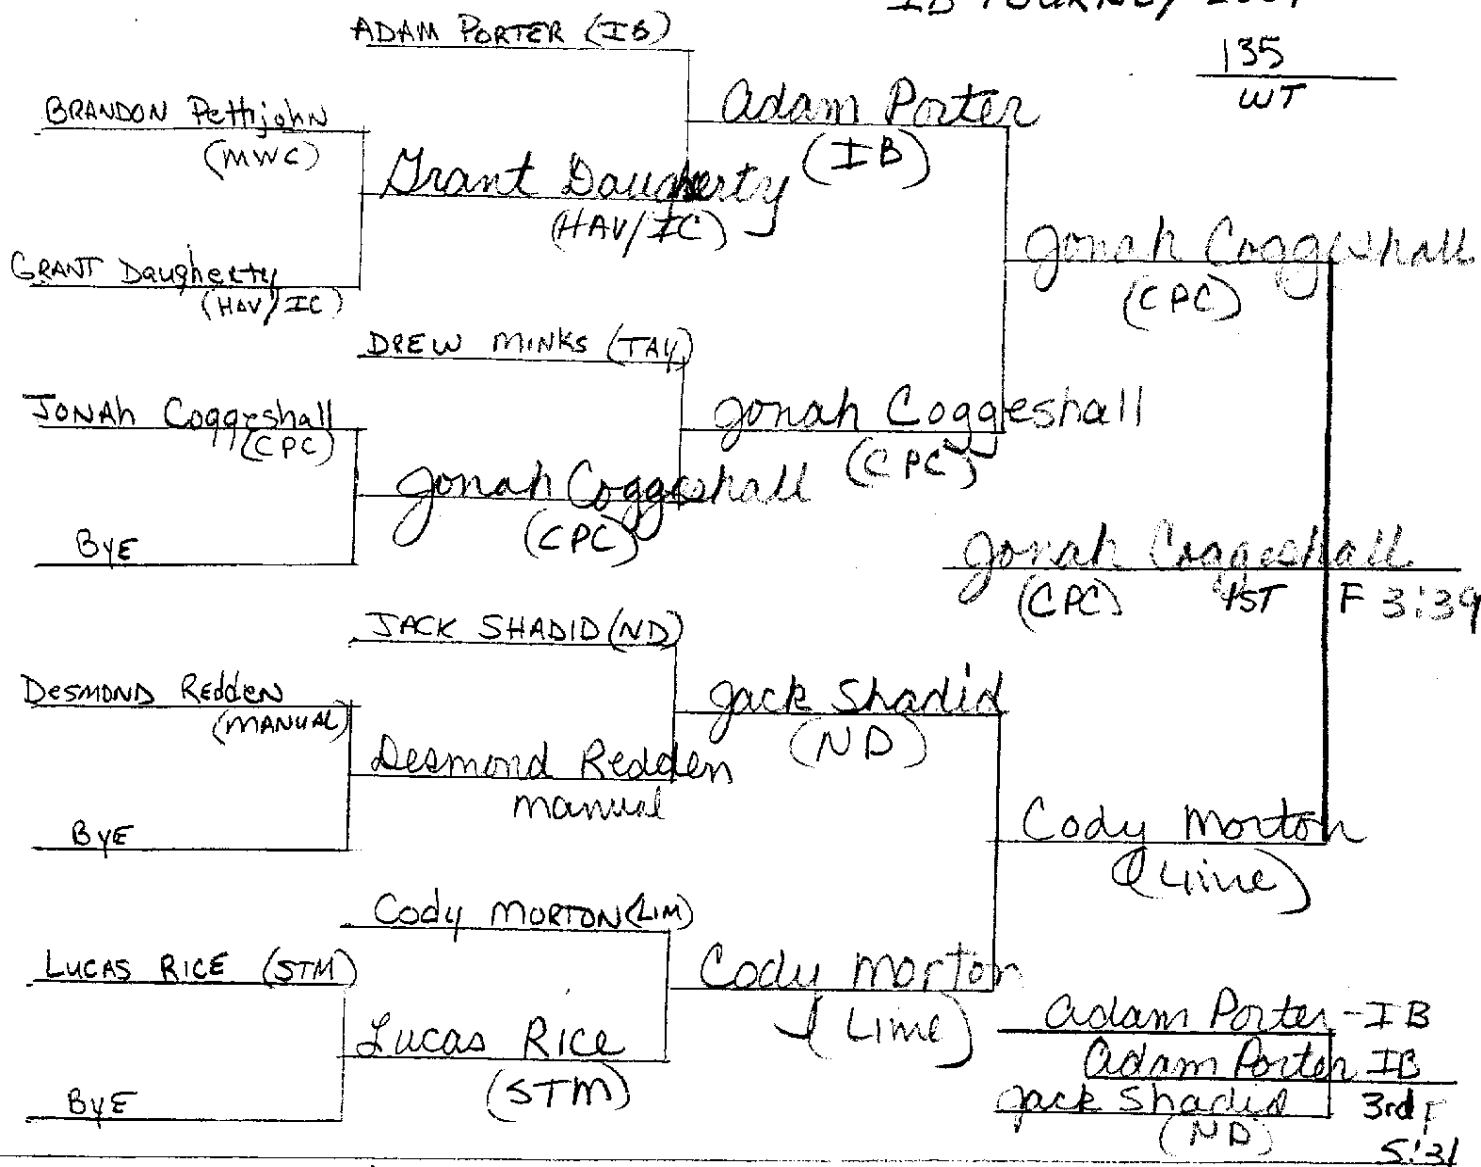 IB TOURNEY
135
WT
ADAM PORTER (IB)
BRANDON Pettijohn
(MWC)
Adam Porter
(IB)
Grant Daugherty
(HAV/IC)
GRANT Daugherty
(HAV/IC)
Jonah Coggeshall
(CPC)
DREW MINKS (TAY)
JONAh Coggeshall
(CPC)
Jonah Coggeshall
(CPC)
Jonah Coggeshall
(CPC)
BYE
Jonah Coggeshall
(CPC) 1ST F 3:39
JACK SHADID (ND)
DESMOND REddEN
(MANUAL)
Jack Shadid
(ND)
Desmond Redden
manual
BYE
Cody Morton
(Lime)
Cody MORTON (LIM)
LUCAS RICE (STM)
Cody Morton
(Lime)
Lucas Rice
(STM)
BYE
Adam Porter - IB
Adam Porter IB
Jack Shadid 3rd F
(ND) 5:31